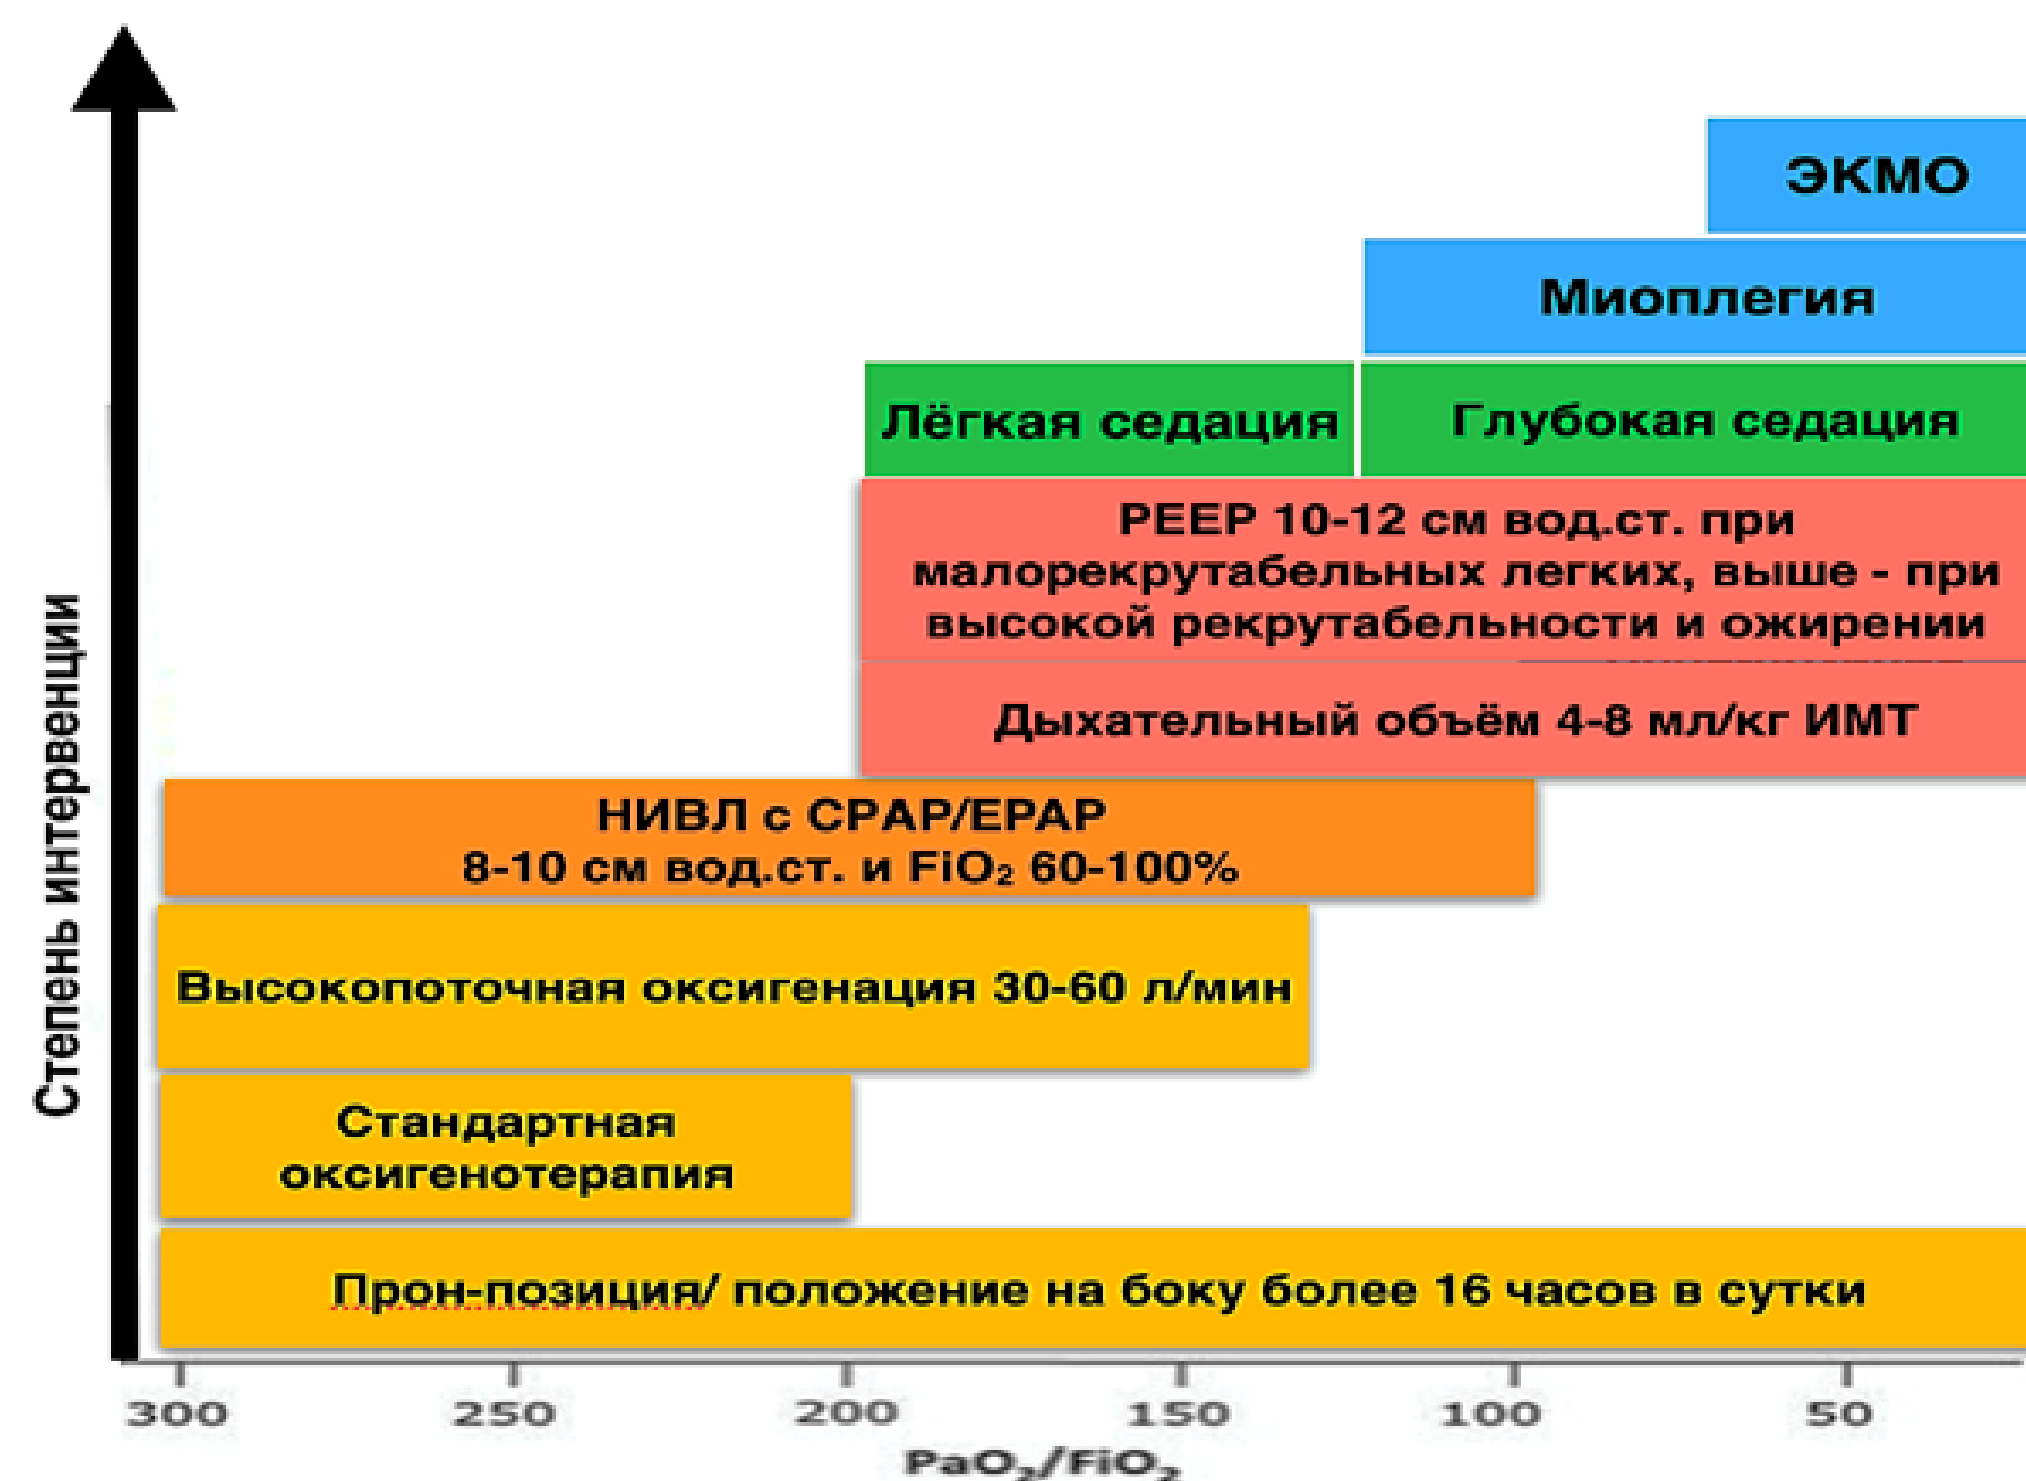 ЭКМО
Миоплегия
Лёгкая седация
Глубокая седация
PEEP 10-12 см вод.ст. при
малорекрутабельных легких, выше - при
высокой рекрутабельности и ожирении
Дыхательный объём 4-8 мл/кг ИМТ
НИВЛ с CPAP/EPAP
8-10 см вод.ст. и FiO₂ 60-100%
Высокопоточная оксигенация 30-60 л/мин
Стандартная
оксигенотерапия
Прон-позиция/ положение на боку более 16 часов в сутки
Степень интервенции
300 250 200 150 100 50
PaO₂/FiO₂